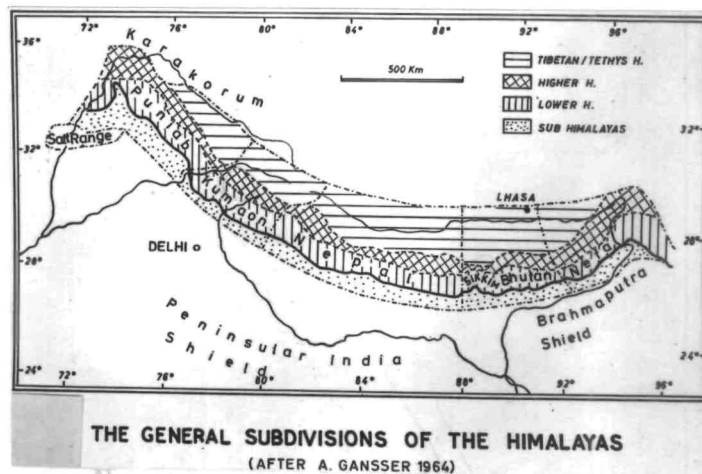 72° 76° 80° 88° 92° 96°
36°
Karakorum
500 Km
TIBETAN / TETHYS H.
HIGHER H.
LOWER H.
SUB HIMALAYAS
Salt Range
Punjab
32°
32°
Kumaon
LHASA
DELHI
Nepal
SIKKIM
Bhutan
Nefa
28°
28°
Peninsular India
Shield
Brahmaputra
Shield
24°
24°
72° 76° 80° 84° 88° 92° 96°
THE GENERAL SUBDIVISIONS OF THE HIMALAYAS
(AFTER A. GANSSER 1964)